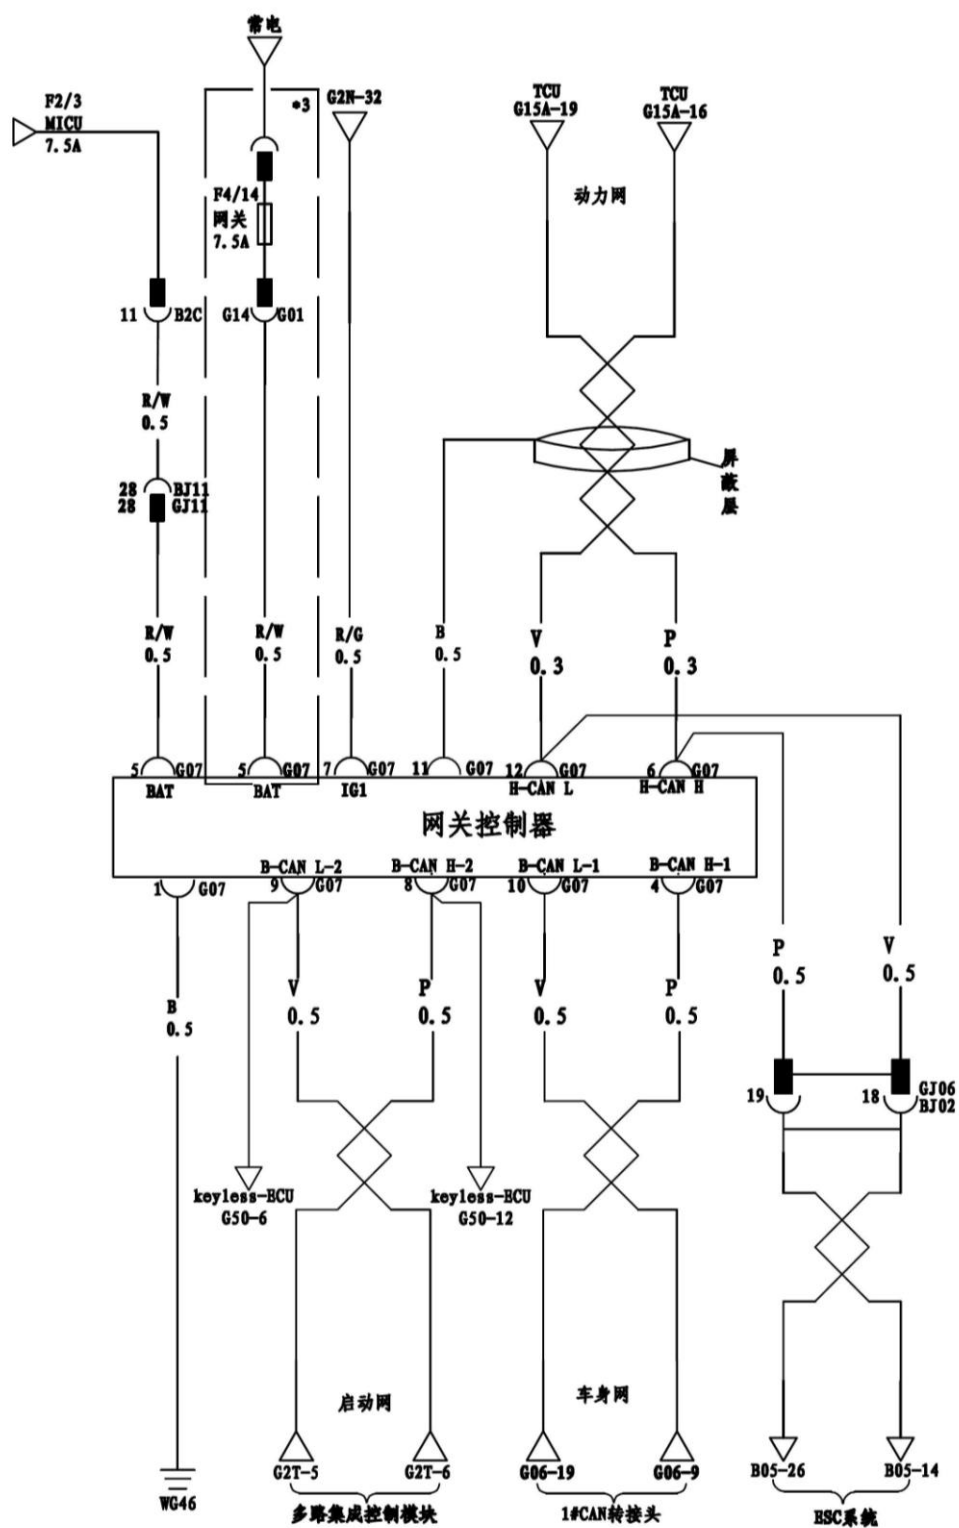 常电
F2/3
MICU
7.5A
*3
G2N-32
TCU
G15A-19
TCU
G15A-16
F4/14
网关
7.5A
动力网
11 B2C
G14 G01
R/W
0.5
屏
蔽
层
28 BJ11
28 GJ11
R/W
0.5
R/W
0.5
R/G
0.5
B
0.5
V
0.3
P
0.3
5 G07
BAT
5 G07
BAT
7 G07
IG1
11 G07
12 G07
H-CAN L
6 G07
H-CAN H
网关控制器
B-CAN L-2
B-CAN H-2
B-CAN L-1
B-CAN H-1
1 G07
9 G07
8 G07
10 G07
4 G07
P
0.5
V
0.5
V
0.5
P
0.5
V
0.5
P
0.5
B
0.5
19
18
GJ06
BJ02
keyless-ECU
G50-6
keyless-ECU
G50-12
启动网
车身网
WG46
G2T-5
G2T-6
G06-19
G06-9
B05-26
B05-14
多路集成控制模块
1#CAN转接头
ESC系统